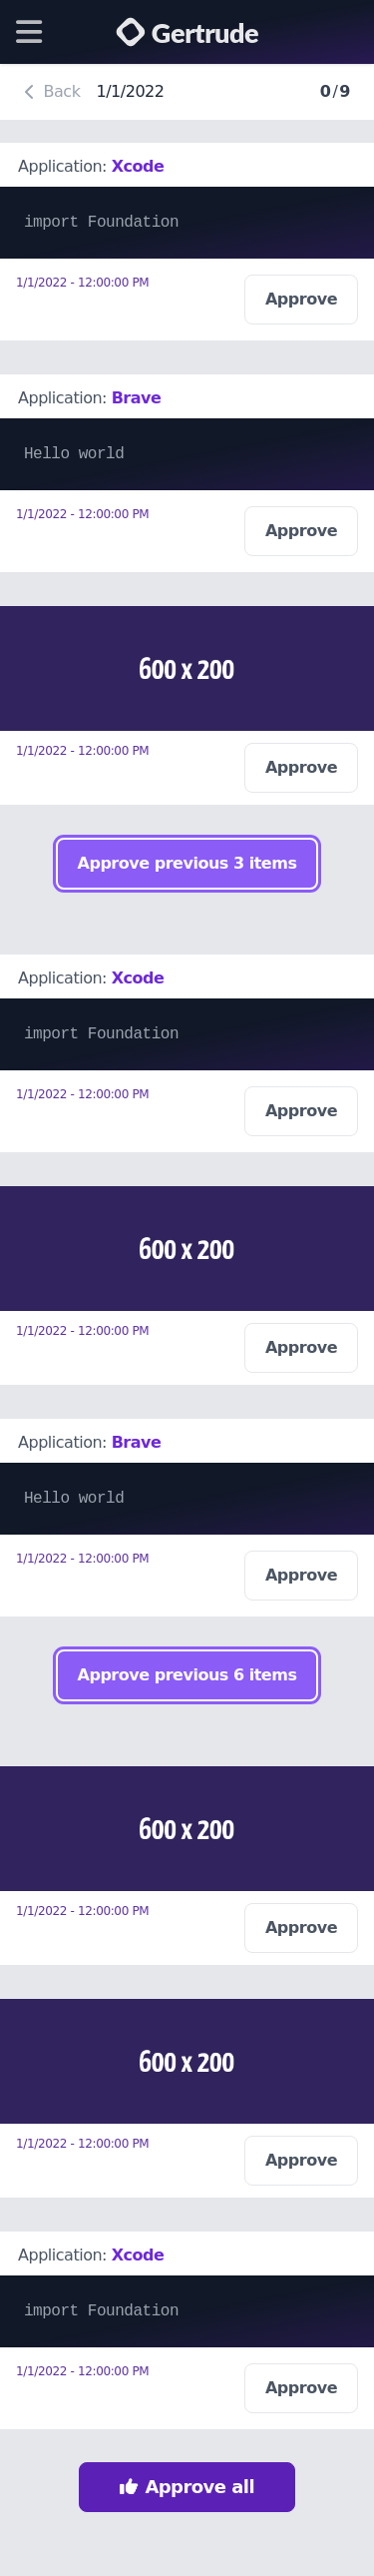 Gertrude
Back 1/1/2022 0/9
Application: Xcode
import Foundation
1/1/2022 - 12:00:00 PM
Approve
Application: Brave
Hello world
1/1/2022 - 12:00:00 PM
Approve
600 x 200
1/1/2022 - 12:00:00 PM
Approve
Approve previous 3 items
Application: Xcode
import Foundation
1/1/2022 - 12:00:00 PM
Approve
600 x 200
1/1/2022 - 12:00:00 PM
Approve
Application: Brave
Hello world
1/1/2022 - 12:00:00 PM
Approve
Approve previous 6 items
600 x 200
1/1/2022 - 12:00:00 PM
Approve
600 x 200
1/1/2022 - 12:00:00 PM
Approve
Application: Xcode
import Foundation
1/1/2022 - 12:00:00 PM
Approve
Approve all